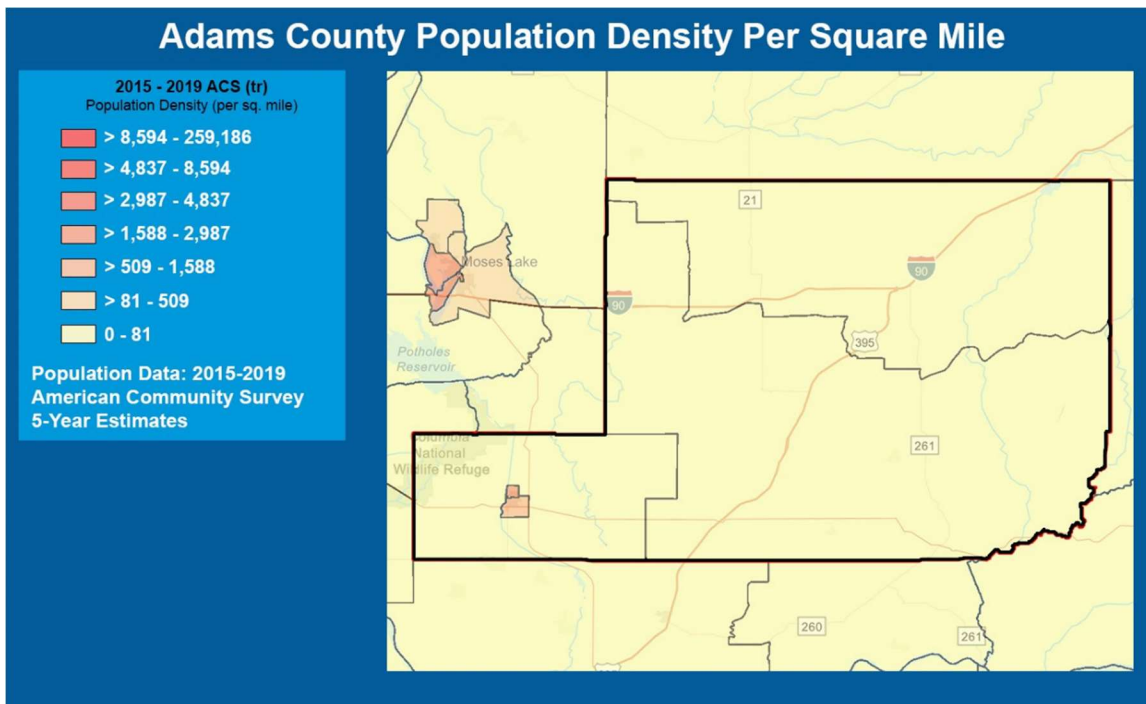 Adams County Population Density Per Square Mile
2015 - 2019 ACS (tr)
Population Density (per sq. mile)
> 8,594 - 259,186
> 4,837 - 8,594
> 2,987 - 4,837
> 1,588 - 2,987
> 509 - 1,588
> 81 - 509
0 - 81
Population Data: 2015-2019
American Community Survey
5-Year Estimates
21
Moses Lake
90
90
Potholes
Reservoir
395
Columbia
National
Wildlife Refuge
261
260
261